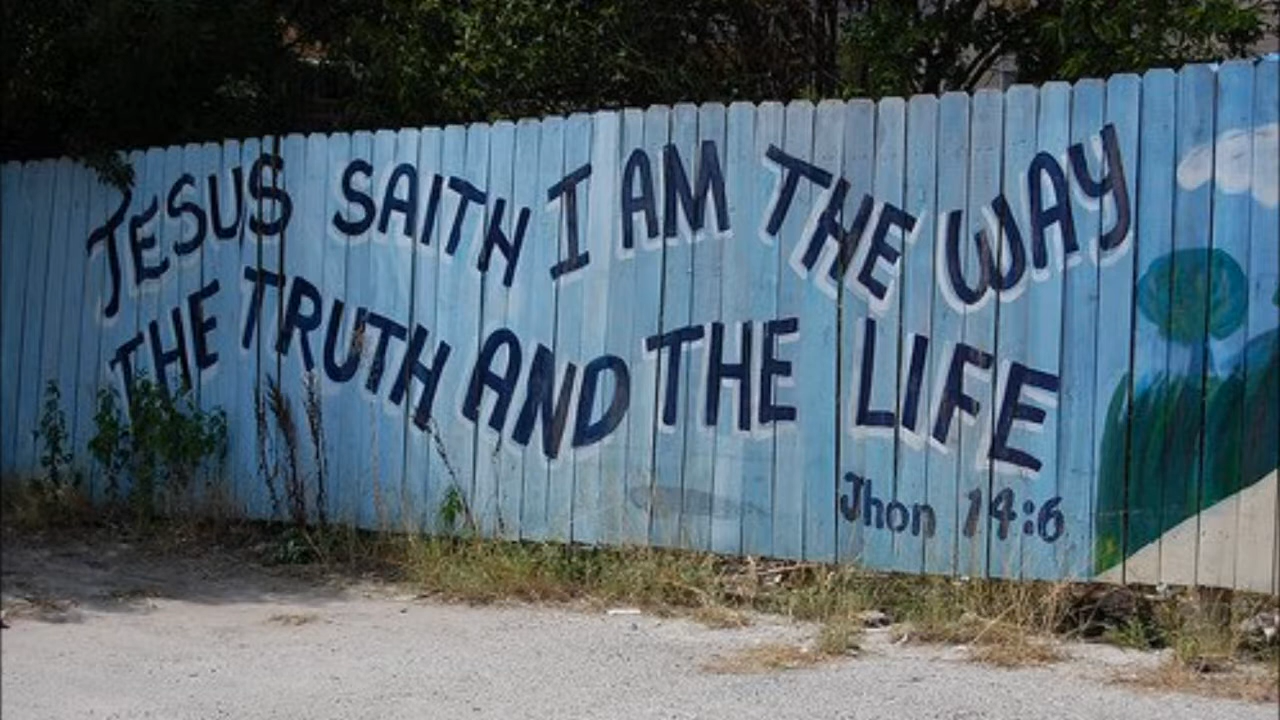 JESUS SAITH I AM THE WAY
THE TRUTH AND THE LIFE
Jhon 14:6